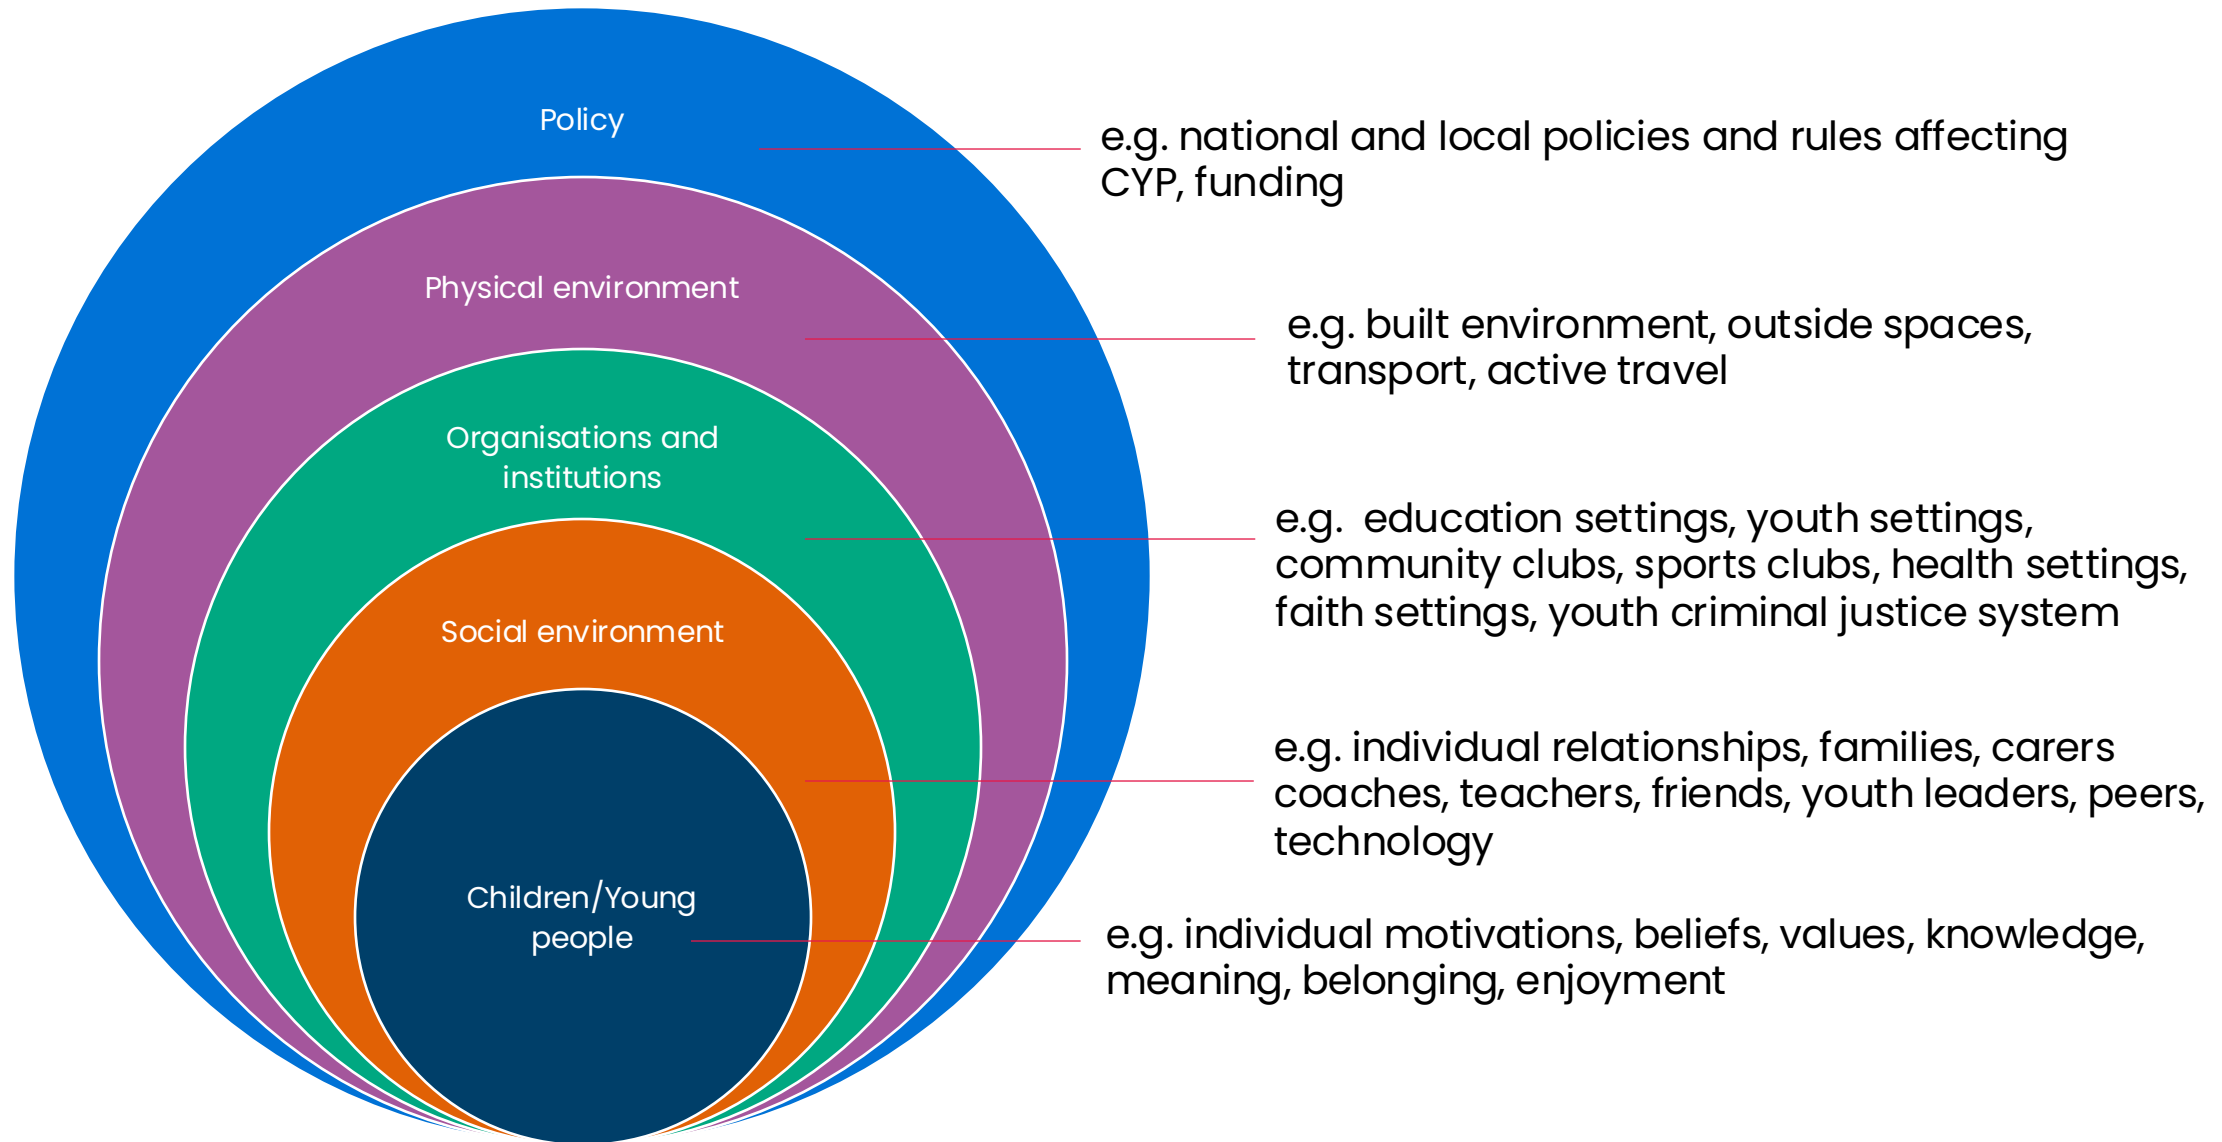 Policy
e.g. national and local policies and rules affecting
CYP, funding
Physical environment
e.g. built environment, outside spaces,
transport, active travel
Organisations and
institutions
e.g.  education settings, youth settings,
community clubs, sports clubs, health settings,
faith settings, youth criminal justice system
Social environment
e.g. individual relationships, families, carers
coaches, teachers, friends, youth leaders, peers,
technology
Children/Young
people
e.g. individual motivations, beliefs, values, knowledge,
meaning, belonging, enjoyment